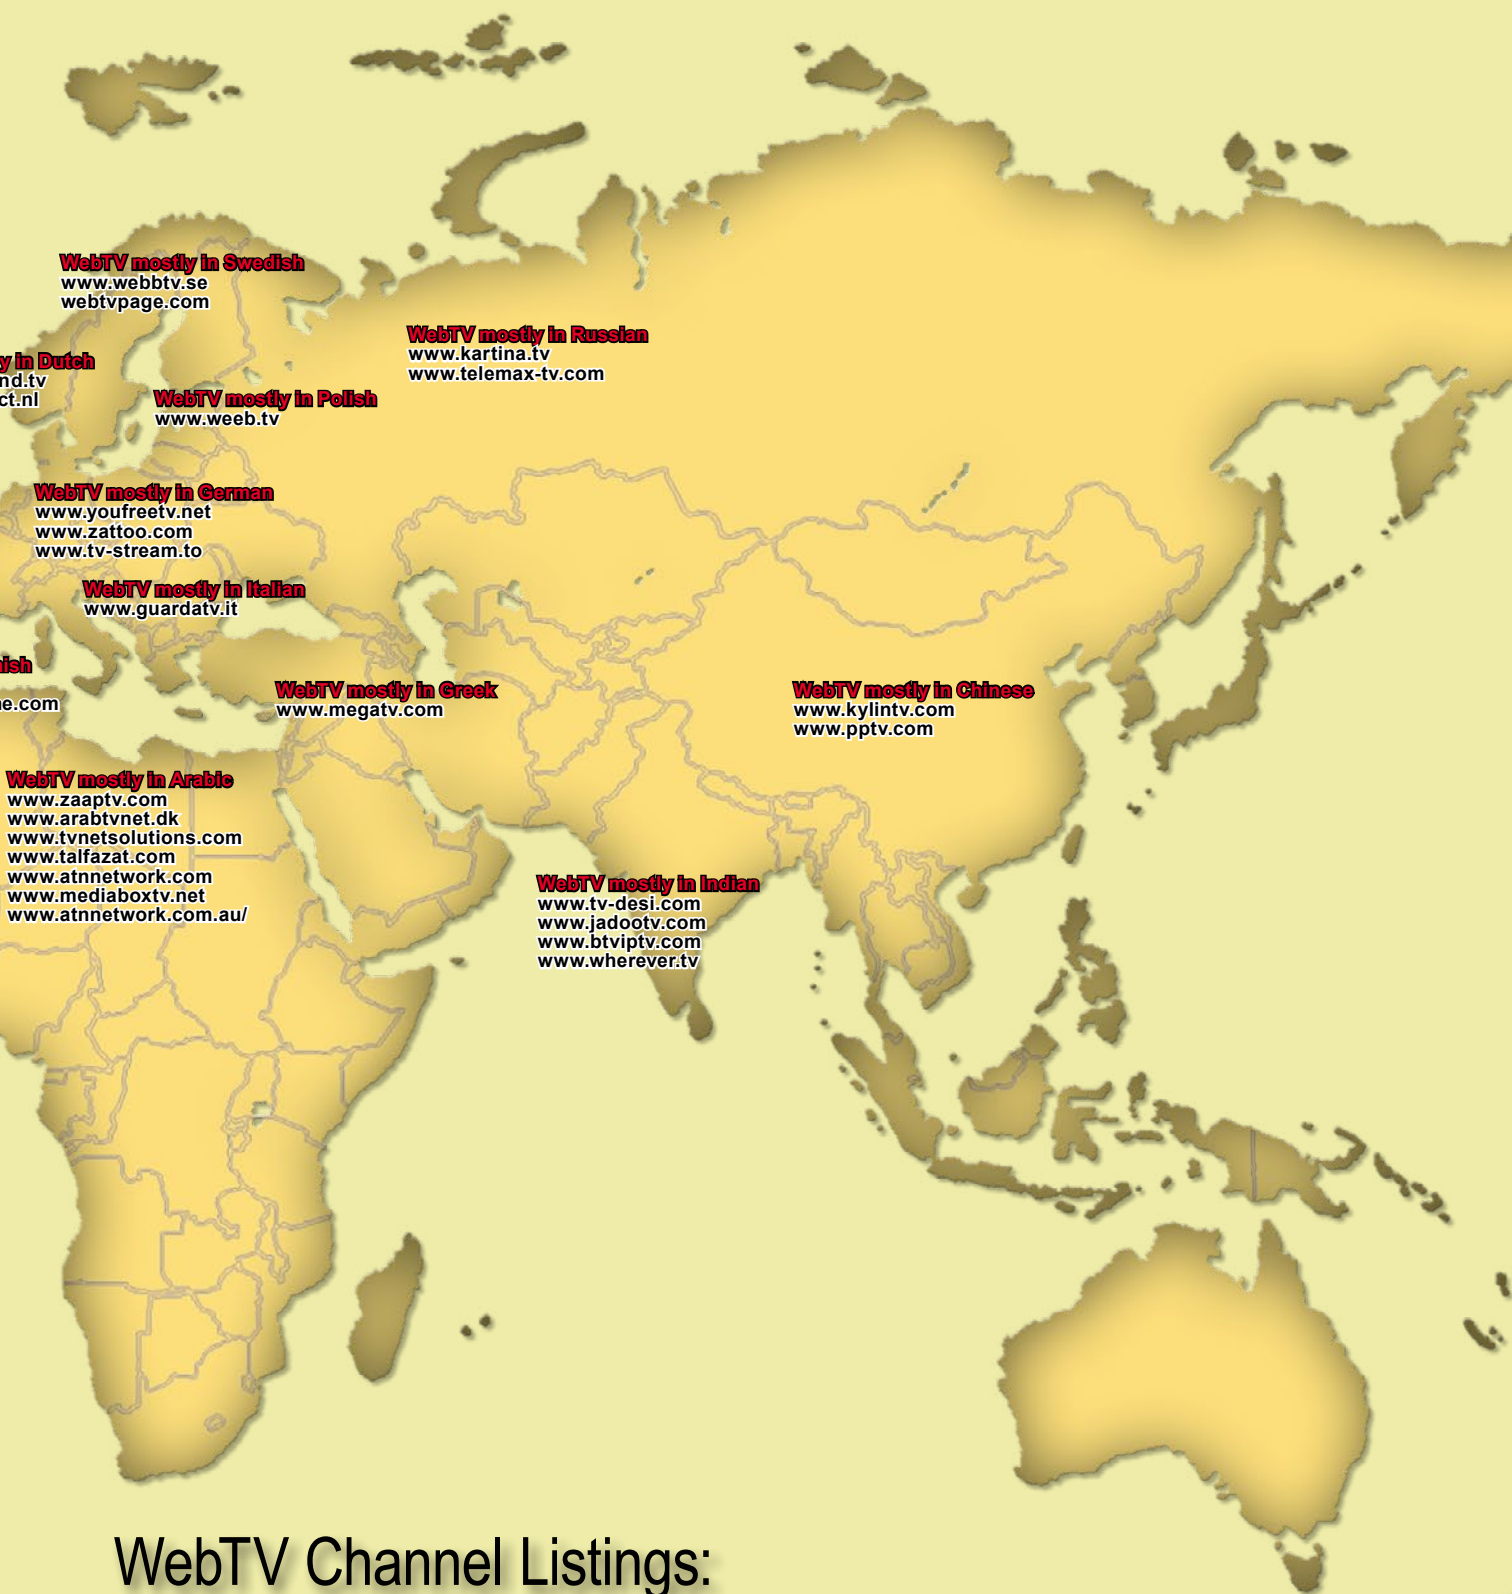 WebTV mostly in Swedish
www.webbtv.se
webtvpage.com
WebTV mostly in Russian
www.kartina.tv
www.telemax-tv.com
in Dutch
WebTV mostly in Polish
www.weeb.tv
WebTV mostly in German
www.youfreetv.net
www.zattoo.com
www.tv-stream.to
WebTV mostly in Italian
www.guardatv.it
WebTV mostly in Greek
www.megatv.com
WebTV mostly in Chinese
www.kylintv.com
www.pptv.com
WebTV mostly in Arabic
www.zaaptv.com
www.arabtvnet.dk
www.tvnetsolutions.com
www.talfazat.com
www.atnnetwork.com
www.mediaboxtv.net
www.atnnetwork.com.au/
WebTV mostly in Indian
www.tv-desi.com
www.jadootv.com
www.btviptv.com
www.wherever.tv
WebTV Channel Listings: